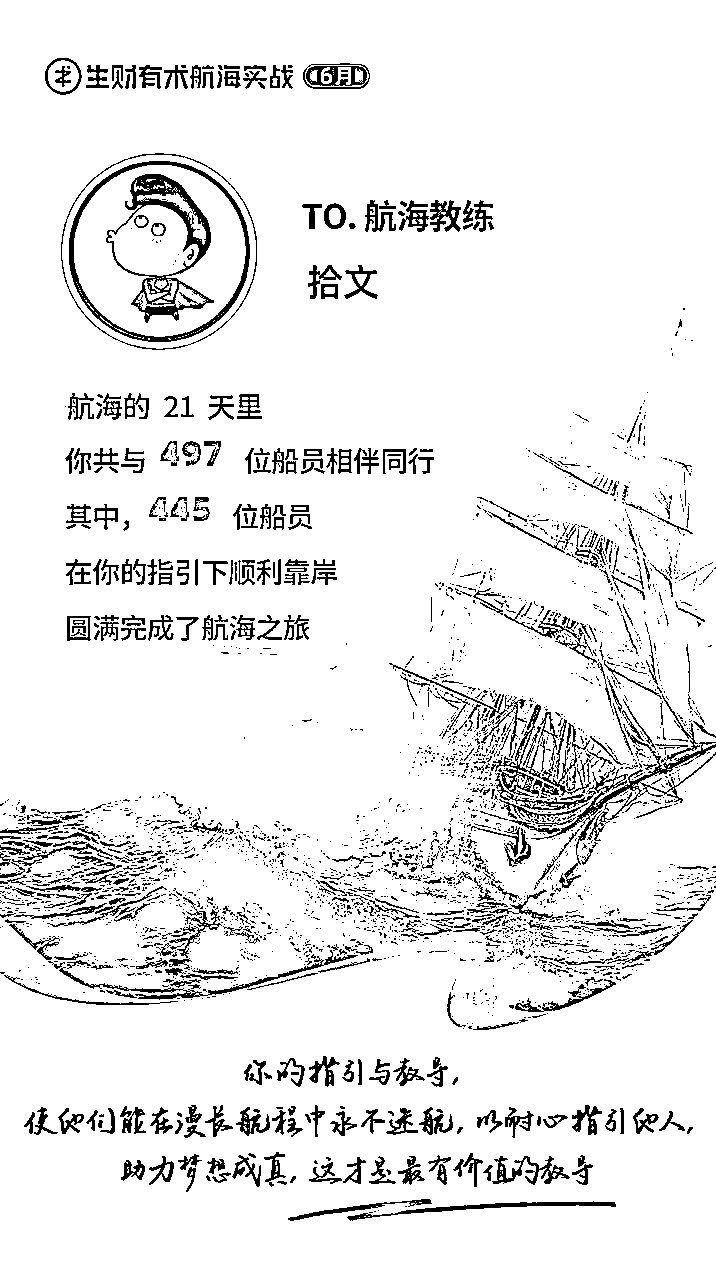 生财有术航海实战 6月
TO. 航海教练
拾文
航海的 21 天里
你共与 497 位船员相伴同行
其中，445 位船员
在你的指引下顺利靠岸
圆满完成了航海之旅
你的指引与教导，
使他们能在漫长航程中永不迷航，以耐心指引他人，
助力梦想成真，这才是最有价值的教导